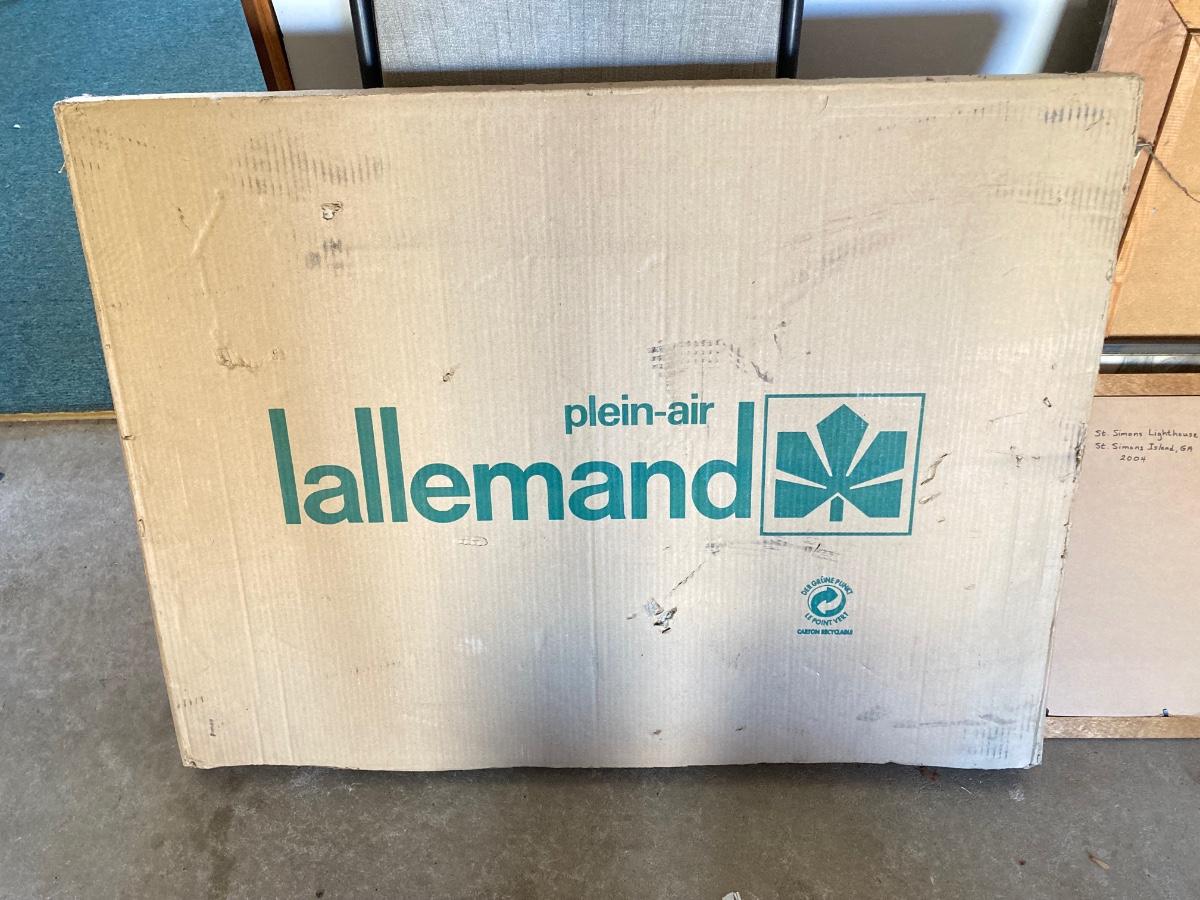 plein-air
lallemand
DER GRÜNE PUNKT
LE POINT VERT
CARTON RECYCLABLE
St. Simons Lighthouse
St. Simons Island, GA
2004